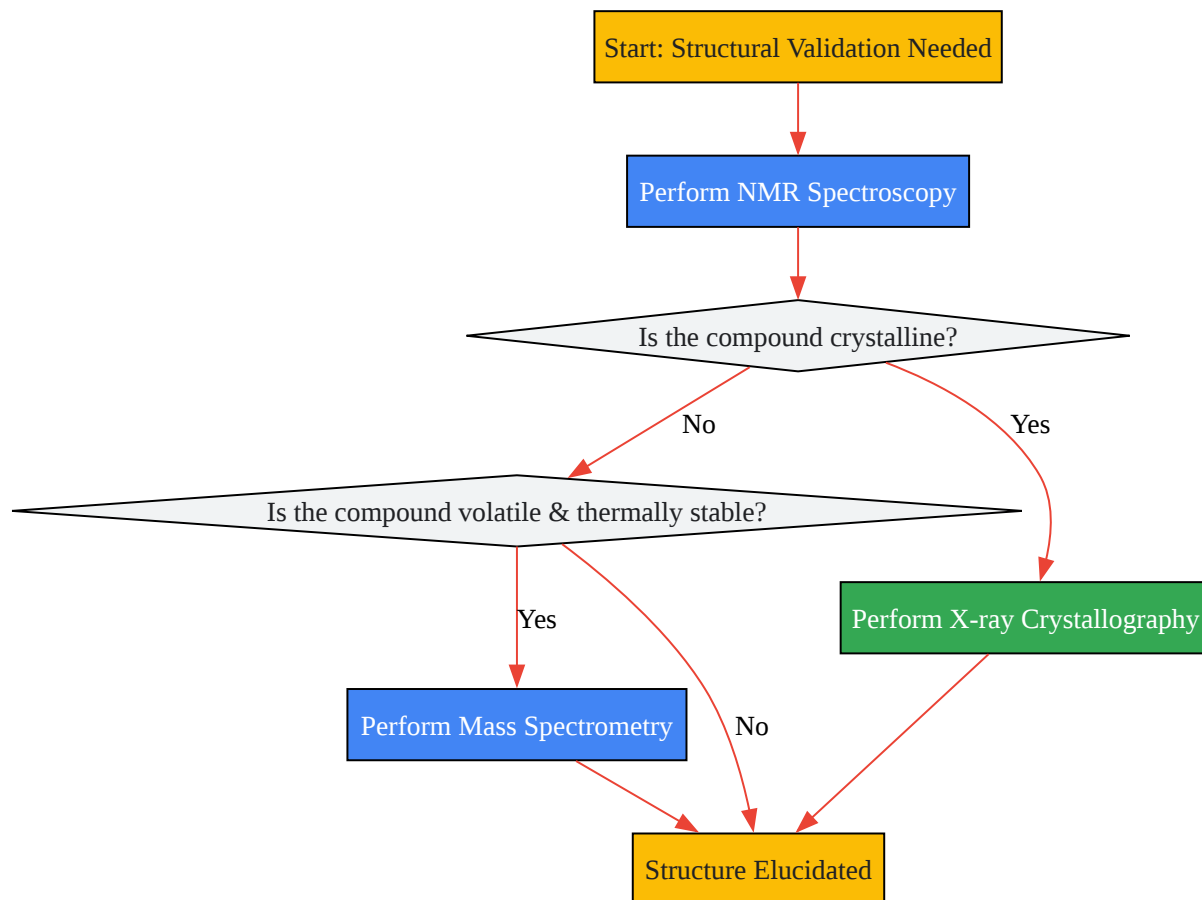 Start: Structural Validation Needed
Perform NMR Spectroscopy
Is the compound crystalline?
No
Yes
Is the compound volatile & thermally stable?
Perform X-ray Crystallography
Yes
Perform Mass Spectrometry
No
Structure Elucidated